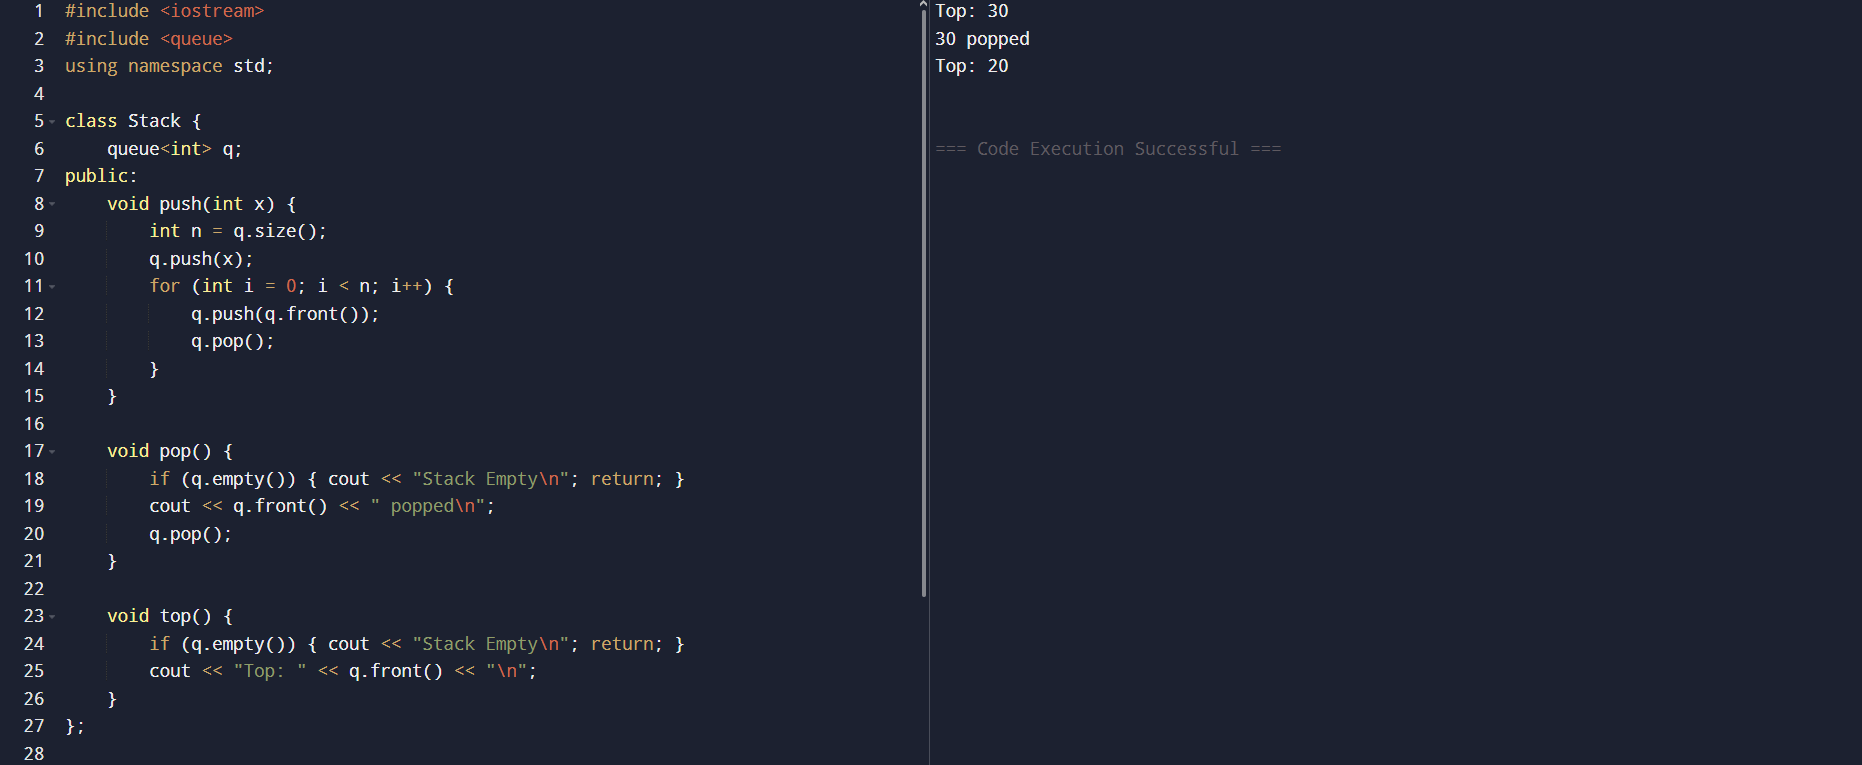 1 #include <iostream>
2 #include <queue>
3 using namespace std;
4
5 class Stack {
6     queue<int> q;
7 public:
8     void push(int x) {
9         int n = q.size();
10         q.push(x);
11         for (int i = 0; i < n; i++) {
12             q.push(q.front());
13             q.pop();
14         }
15     }
16
17     void pop() {
18         if (q.empty()) { cout << "Stack Empty\n"; return; }
19         cout << q.front() << " popped\n";
20         q.pop();
21     }
22
23     void top() {
24         if (q.empty()) { cout << "Stack Empty\n"; return; }
25         cout << "Top: " << q.front() << "\n";
26     }
27 };
28
Top: 30
30 popped
Top: 20
=== Code Execution Successful ===